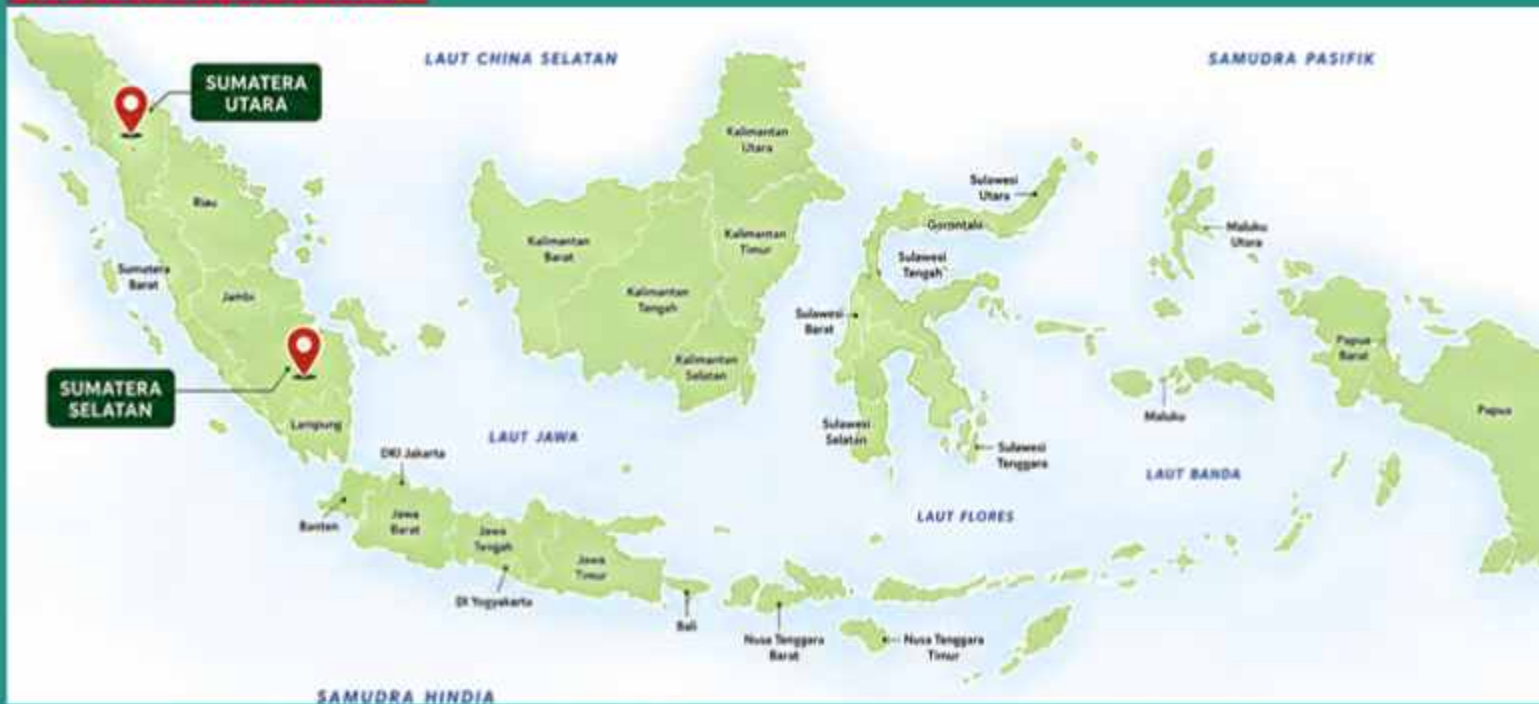 LAUT CHINA SELATAN
SAMUDRA PASIFIK
SUMATERA
UTARA
Kalimantan
Utara
Sulawesi
Utara
Riau
Gorontalo
Maluku
Utara
Kalimantan
Barat
Kalimantan
Timur
Sulawesi
Tengah
Sumatera
Barat
Jambi
Kalimantan
Tengah
Sulawesi
Barat
Papua
Barat
Kalimantan
Selatan
SUMATERA
SELATAN
Lampung
Maluku
Papua
LAUT JAWA
Sulawesi
Selatan
DKI Jakarta
Sulawesi
Tenggara
LAUT BANDA
Banten
Jawa
Barat
LAUT FLORES
Jawa
Tengah
Jawa
Timur
DI Yogyakarta
Bali
Nusa Tenggara
Barat
Nusa Tenggara
Timur
SAMUDRA HINDIA